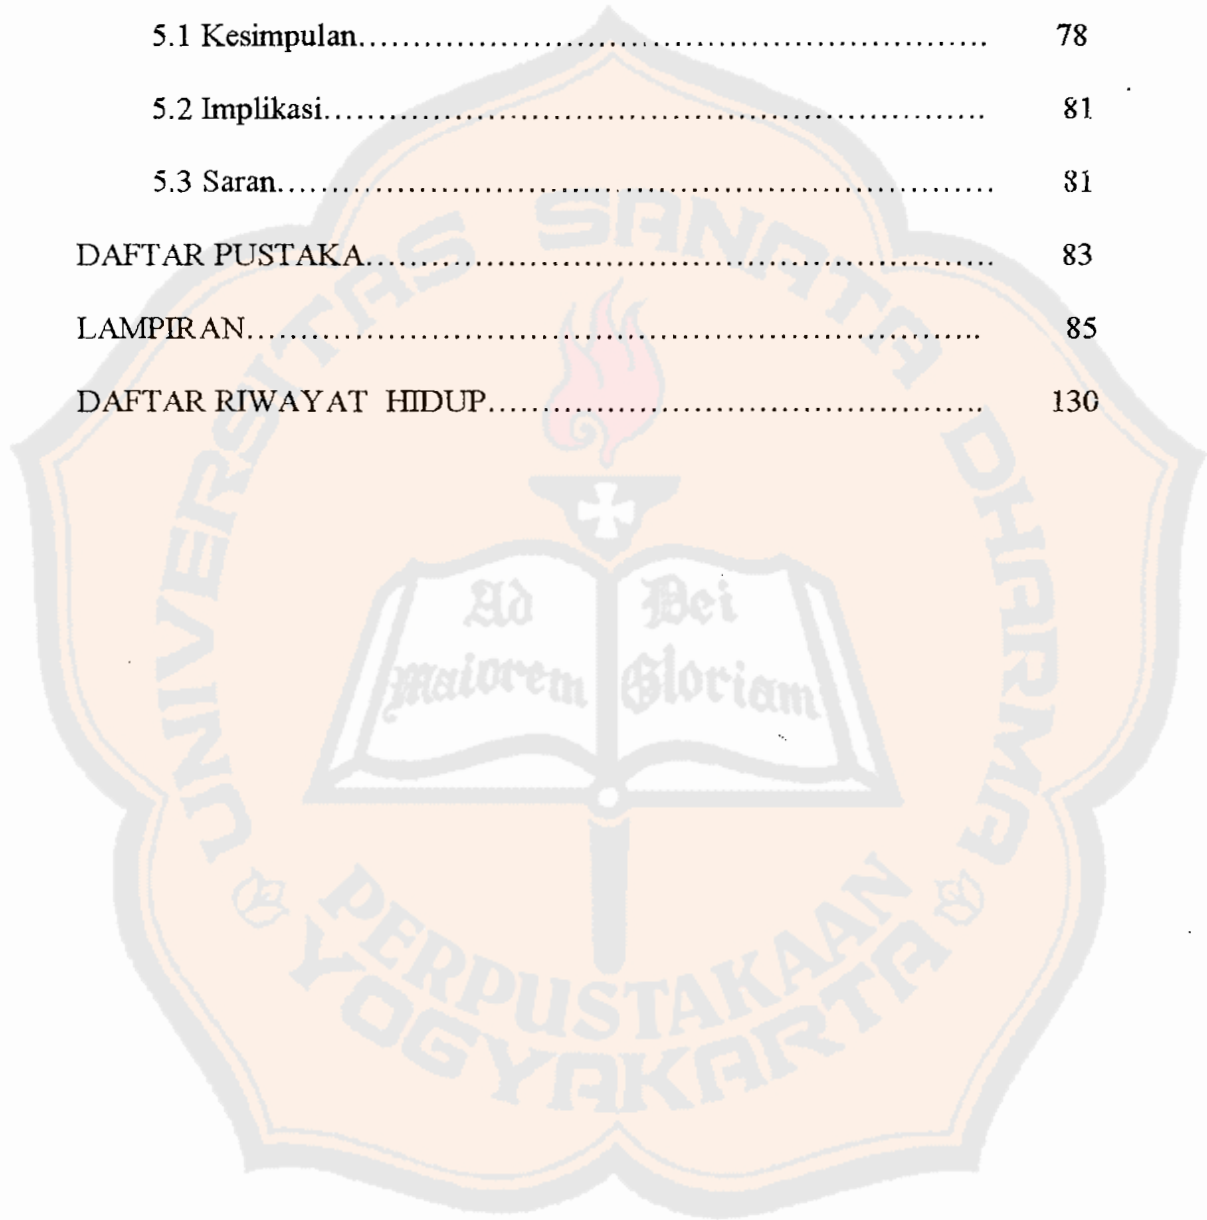 5.1 Kesimpulan............................................................ 78
5.2 Implikasi............................................................... 81
5.3 Saran.................................................................... 81
DAFTAR PUSTAKA............................................................ 83
LAMPIRAN..................................................................... 85
DAFTAR RIWAYAT HIDUP............................................. 130
UNIVERSITAS SANATA DHARMA
Ad Dei
Maiorem Gloriam
PERPUSTAKAAN
YOGYAKARTA